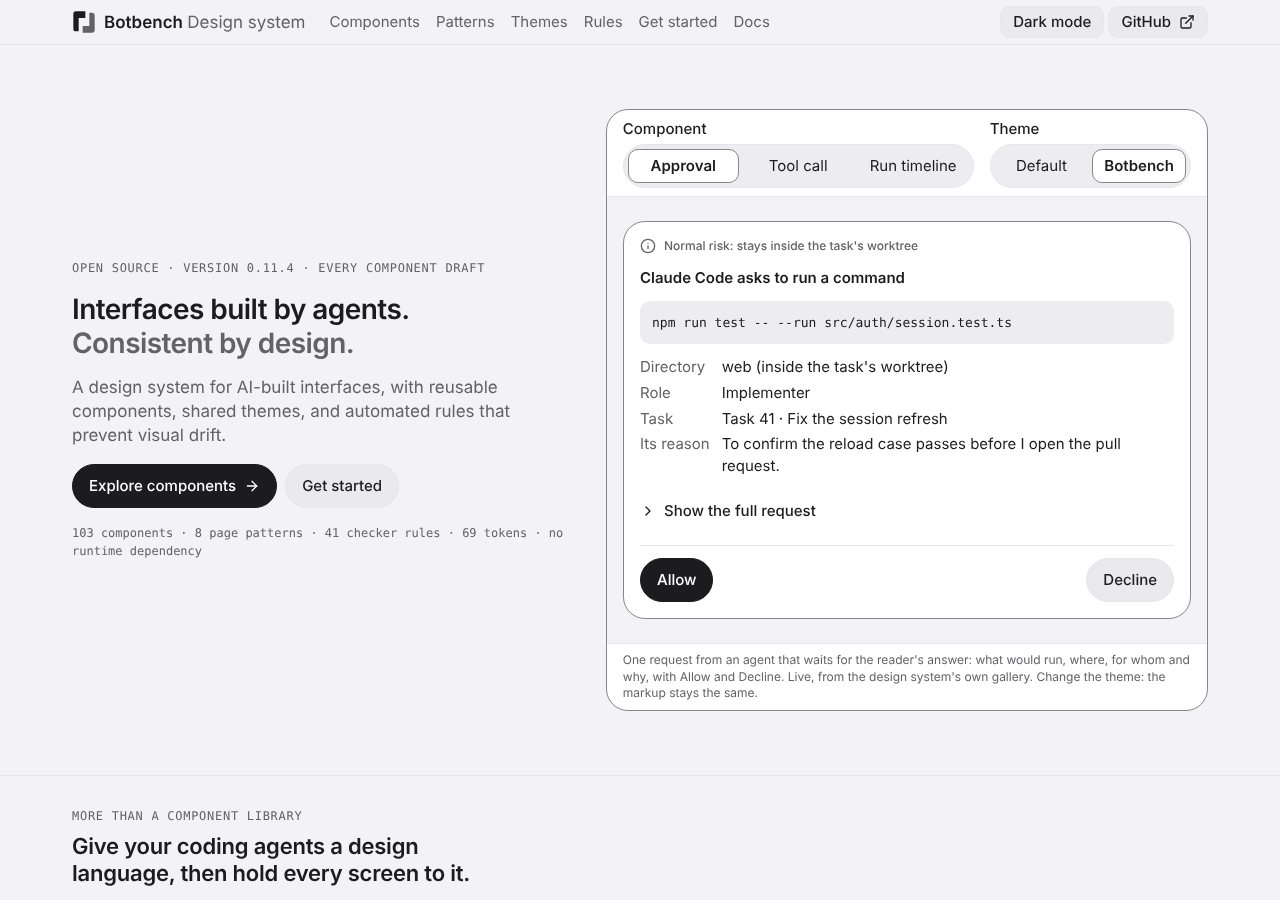 Botbench Design system
Components
Patterns
Themes
Rules
Get started
Docs
Dark mode
GitHub
OPEN SOURCE · VERSION 0.11.4 · EVERY COMPONENT DRAFT
Interfaces built by agents.
Consistent by design.
A design system for AI-built interfaces, with reusable
components, shared themes, and automated rules that
prevent visual drift.
Explore components
Get started
103 components · 8 page patterns · 41 checker rules · 69 tokens · no
runtime dependency
Component
Approval
Tool call
Run timeline
Theme
Default
Botbench
Normal risk: stays inside the task's worktree
Claude Code asks to run a command
npm run test -- --run src/auth/session.test.ts
Directory web (inside the task's worktree)
Role Implementer
Task Task 41 · Fix the session refresh
Its reason To confirm the reload case passes before I open the pull
request.
Show the full request
Allow
Decline
One request from an agent that waits for the reader's answer: what would run, where, for whom and
why, with Allow and Decline. Live, from the design system's own gallery. Change the theme: the
markup stays the same.
MORE THAN A COMPONENT LIBRARY
Give your coding agents a design
language, then hold every screen to it.